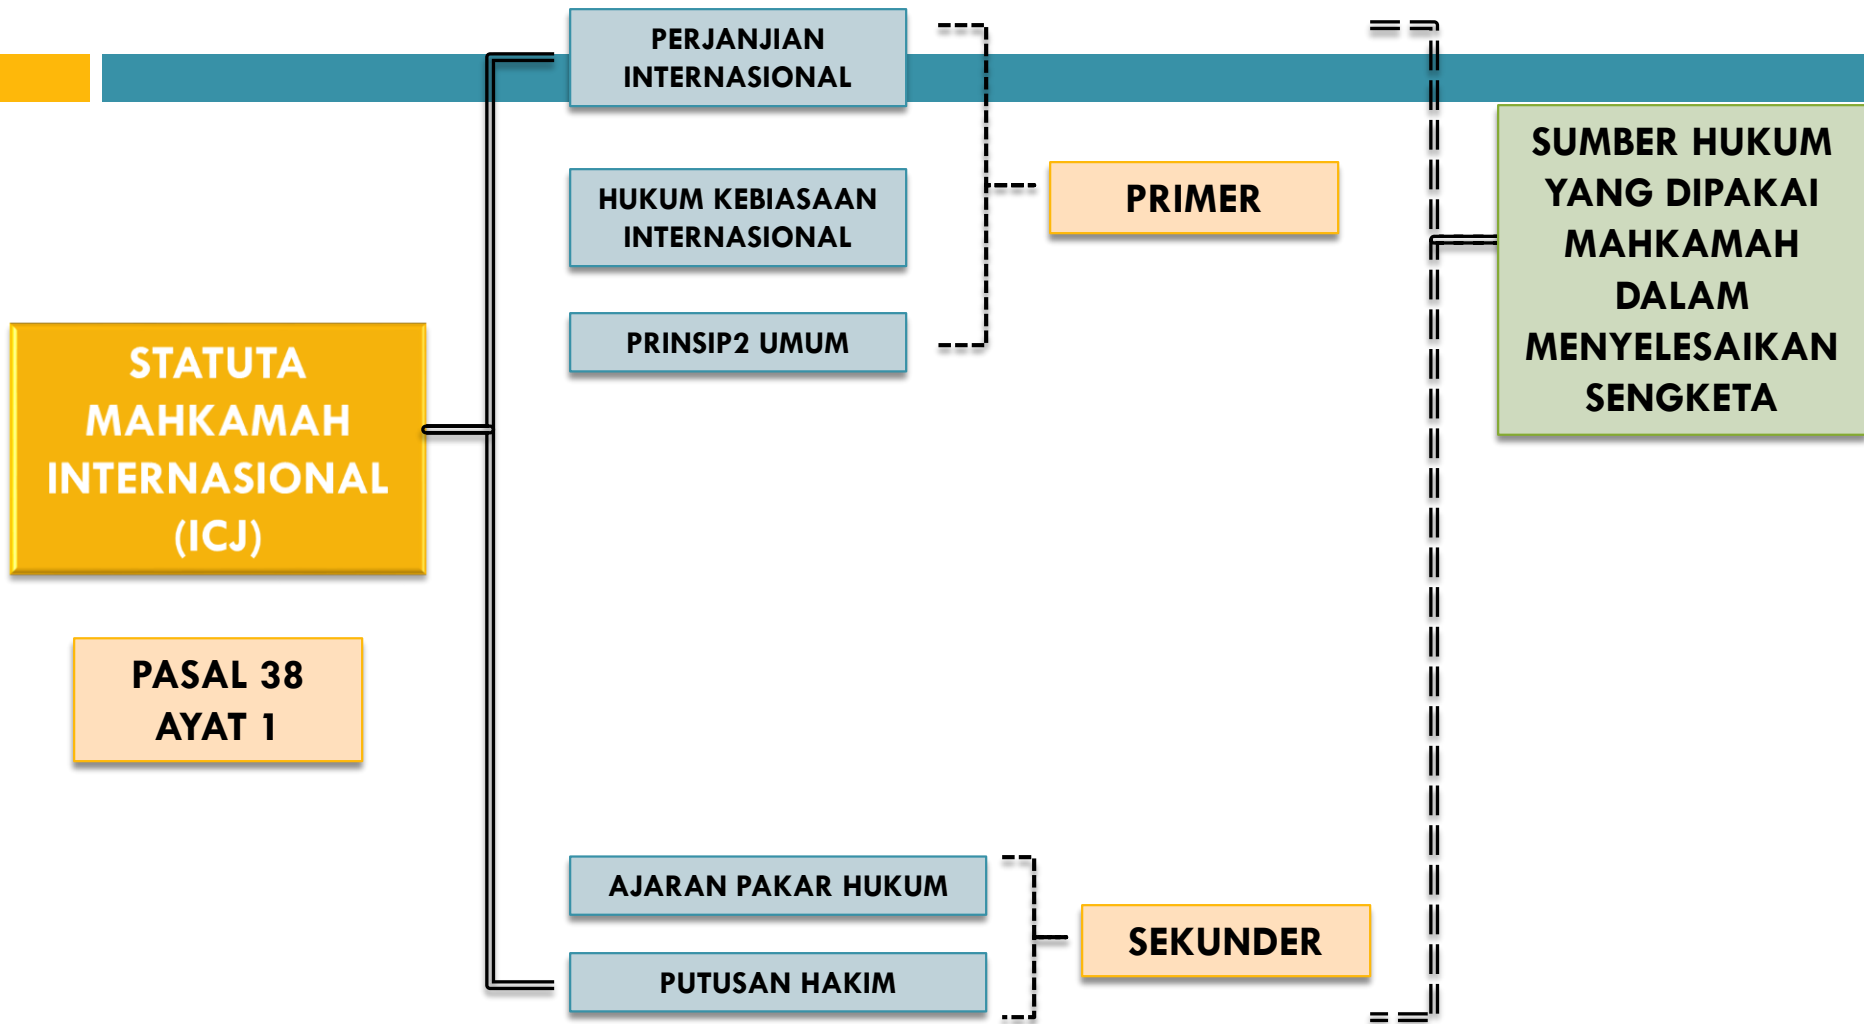 STATUTA
MAHKAMAH
INTERNASIONAL
(ICJ)
PASAL 38
AYAT 1
PERJANJIAN
INTERNASIONAL
HUKUM KEBIASAAN
INTERNASIONAL
PRINSIP2 UMUM
PRIMER
AJARAN PAKAR HUKUM
PUTUSAN HAKIM
SEKUNDER
SUMBER HUKUM
YANG DIPAKAI
MAHKAMAH
DALAM
MENYELESAIKAN
SENGKETA